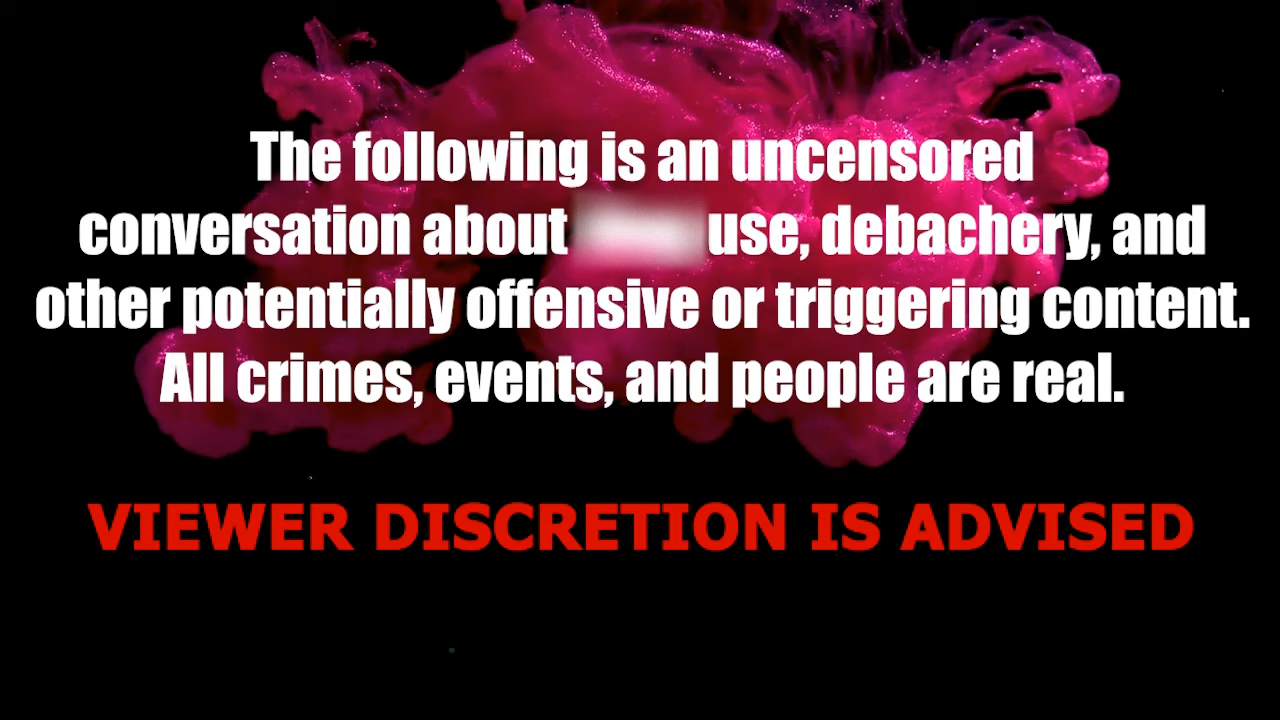 The following is an uncensored
conversation about use, debachery, and
other potentially offensive or triggering content.
All crimes, events, and people are real.
VIEWER DISCRETION IS ADVISED